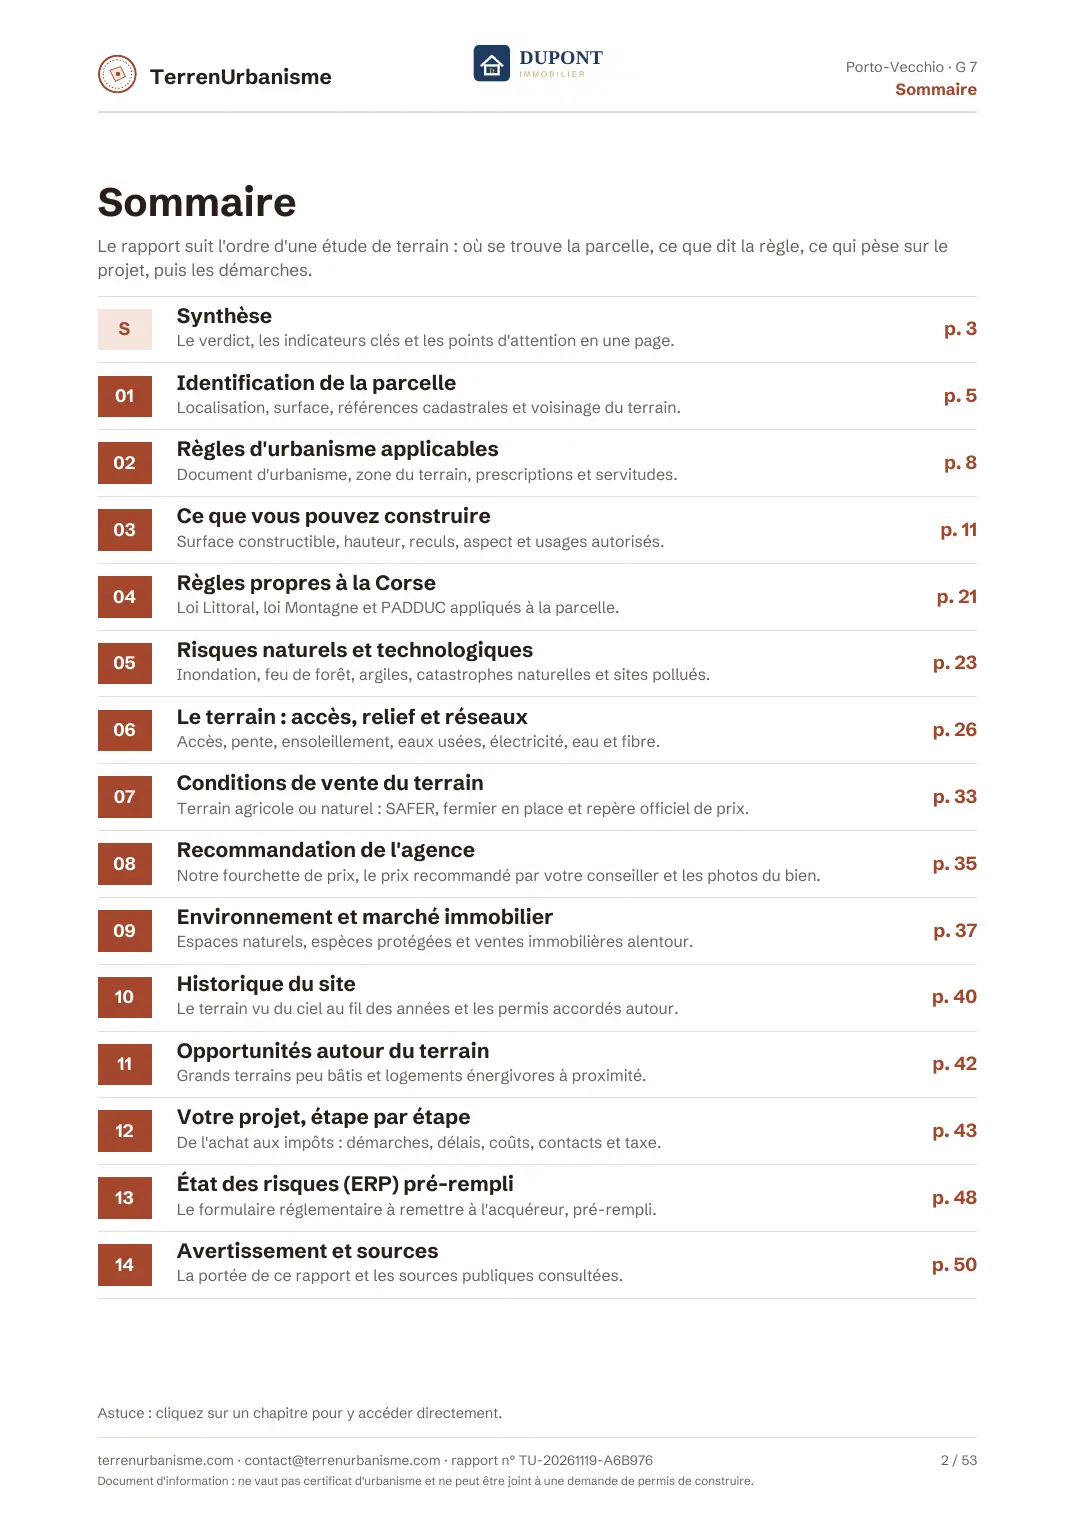 TerrenUrbanisme
DUPONT
IMMOBILIER
Porto-Vecchio · G 7
Sommaire
Sommaire
Le rapport suit l'ordre d'une étude de terrain : où se trouve la parcelle, ce que dit la règle, ce qui pèse sur le
projet, puis les démarches.
S
Synthèse
Le verdict, les indicateurs clés et les points d'attention en une page.
p. 3
01
Identification de la parcelle
Localisation, surface, références cadastrales et voisinage du terrain.
p. 5
02
Règles d'urbanisme applicables
Document d'urbanisme, zone du terrain, prescriptions et servitudes.
p. 8
03
Ce que vous pouvez construire
Surface constructible, hauteur, reculs, aspect et usages autorisés.
p. 11
04
Règles propres à la Corse
Loi Littoral, loi Montagne et PADDUC appliqués à la parcelle.
p. 21
05
Risques naturels et technologiques
Inondation, feu de forêt, argiles, catastrophes naturelles et sites pollués.
p. 23
06
Le terrain : accès, relief et réseaux
Accès, pente, ensoleillement, eaux usées, électricité, eau et fibre.
p. 26
07
Conditions de vente du terrain
Terrain agricole ou naturel : SAFER, fermier en place et repère officiel de prix.
p. 33
08
Recommandation de l'agence
Notre fourchette de prix, le prix recommandé par votre conseiller et les photos du bien.
p. 35
09
Environnement et marché immobilier
Espaces naturels, espèces protégées et ventes immobilières alentour.
p. 37
10
Historique du site
Le terrain vu du ciel au fil des années et les permis accordés autour.
p. 40
11
Opportunités autour du terrain
Grands terrains peu bâtis et logements énergivores à proximité.
p. 42
12
Votre projet, étape par étape
De l'achat aux impôts : démarches, délais, coûts, contacts et taxe.
p. 43
13
État des risques (ERP) pré-rempli
Le formulaire réglementaire à remettre à l'acquéreur, pré-rempli.
p. 48
14
Avertissement et sources
La portée de ce rapport et les sources publiques consultées.
p. 50
Astuce : cliquez sur un chapitre pour y accéder directement.
terrenurbanisme.com · contact@terrenurbanisme.com · rapport n° TU-20261119-A6B976
2 / 53
Document d'information : ne vaut pas certificat d'urbanisme et ne peut être joint à une demande de permis de construire.